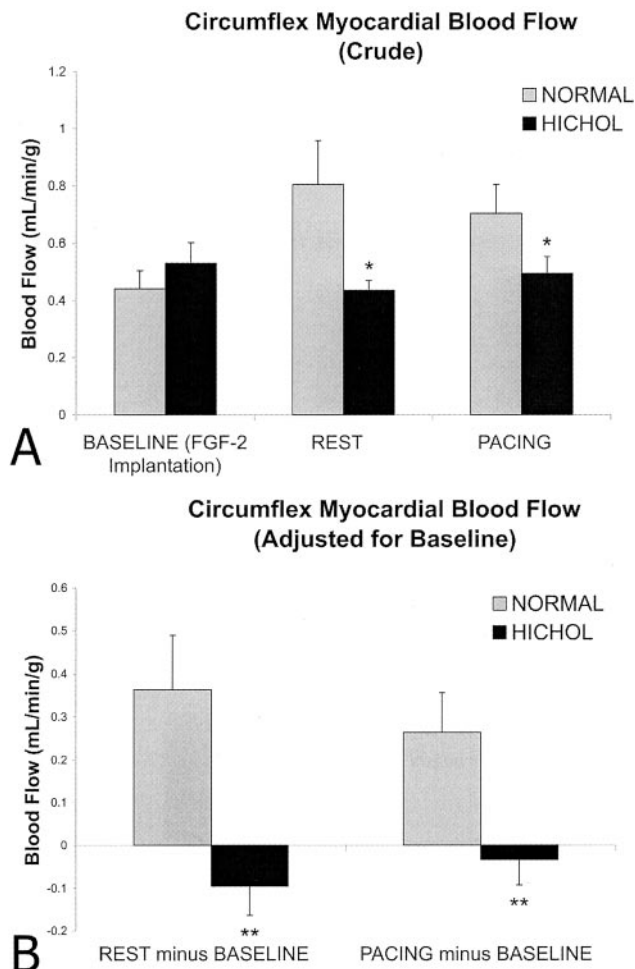 Circumflex Myocardial Blood Flow
(Crude)
1.2
1
0.8
0.6
0.4
0.2
0
Blood Flow (mL/min/g)
NORMAL
HICHOL
*
*
BASELINE (FGF-2
Implantation)
REST
PACING
A
Circumflex Myocardial Blood Flow
(Adjusted for Baseline)
0.6
0.5
0.4
0.3
0.2
0.1
0
-0.1
-0.2
Blood Flow (mL/min/g)
NORMAL
HICHOL
**
**
REST minus BASELINE
PACING minus BASELINE
B